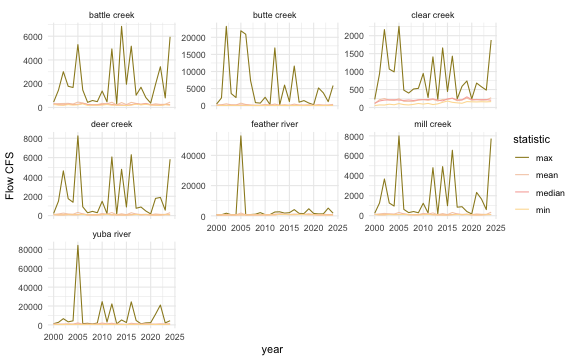 battle creek
butte creek
clear creek
6000
4000
2000
0
20000
15000
10000
5000
0
2000
1500
1000
500
0
deer creek
feather river
mill creek
8000
6000
4000
2000
0
40000
20000
0
8000
6000
4000
2000
0
2000 2005 2010 2015 2020 2025
2000 2005 2010 2015 2020 2025
yuba river
80000
60000
40000
20000
0
2000 2005 2010 2015 2020 2025
Flow CFS
year
statistic
max
mean
median
min